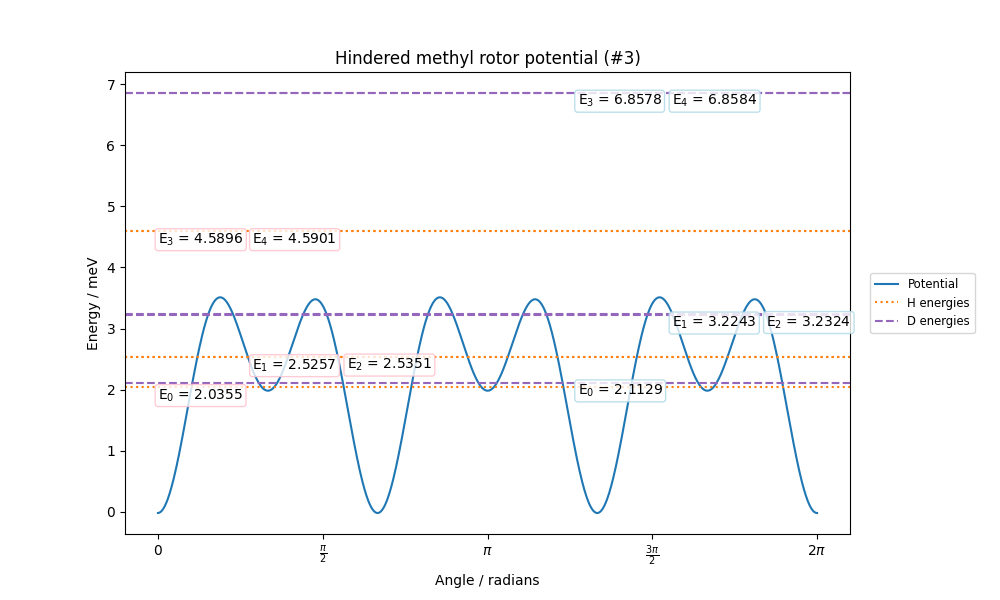 Hindered methyl rotor potential (#3)
Energy / meV
7
6
5
4
3
2
1
0
E₃ = 6.8578 E₄ = 6.8584
E₃ = 4.5896 E₄ = 4.5901
E₁ = 3.2243 E₂ = 3.2324
E₁ = 2.5257 E₂ = 2.5351
E₀ = 2.0355
E₀ = 2.1129
0 π/2 π 3π/2 2π
Angle / radians
Potential
H energies
D energies